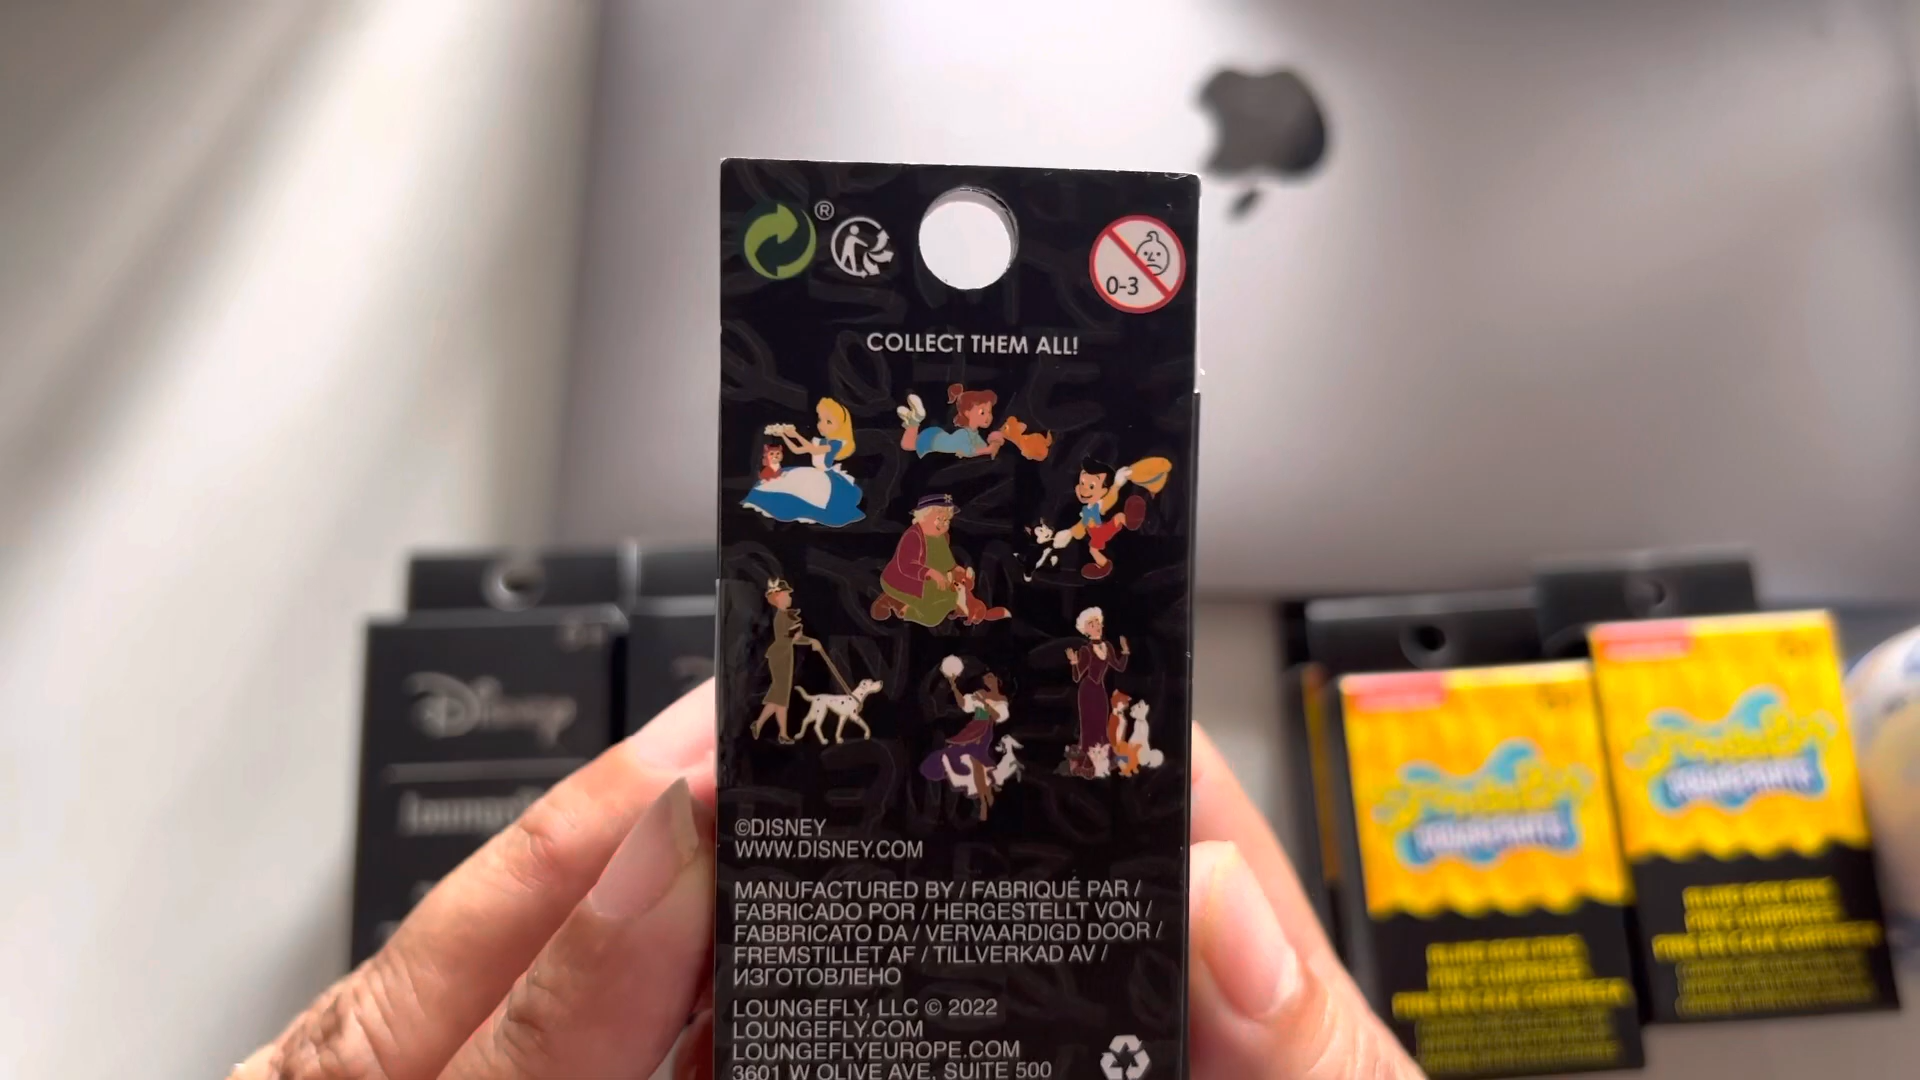 ®
0-3
COLLECT THEM ALL!
©DISNEY
WWW.DISNEY.COM
MANUFACTURED BY / FABRIQUÉ PAR /
FABRICADO POR / HERGESTELLT VON /
FABBRICATO DA / VERVAARDIGD DOOR /
FREMSTILLET AF / TILLVERKAD AV /
ИЗГОТОВЛЕНО
LOUNGEFLY, LLC © 2022
LOUNGEFLY.COM
LOUNGEFLYEUROPE.COM
3601 W OLIVE AVE, SUITE 500
Disney
SQUAREPANTS
SQUAREPANTS